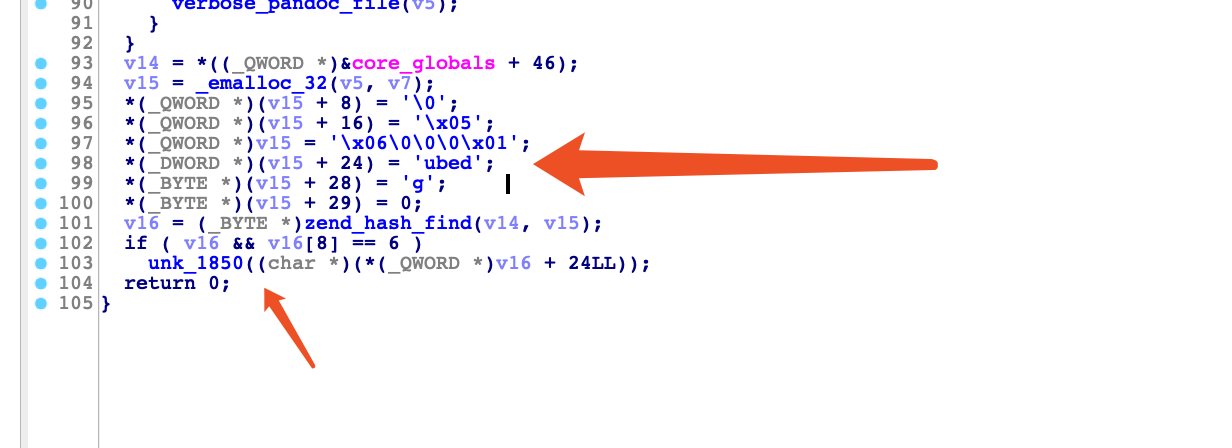 90 verbose_pandoc_file(v5);
91 }
92 }
93 v14 = *((_QWORD *)&core_globals + 46);
94 v15 = _emalloc_32(v5, v7);
95 *(_QWORD *)(v15 + 8) = '\0';
96 *(_QWORD *)(v15 + 16) = '\x05';
97 *(_QWORD *)v15 = '\x06\0\0\0\x01';
98 *(_DWORD *)(v15 + 24) = 'ubed';
99 *(_BYTE *)(v15 + 28) = 'g';
100 *(_BYTE *)(v15 + 29) = 0;
101 v16 = (_BYTE *)zend_hash_find(v14, v15);
102 if ( v16 && v16[8] == 6 )
103 unk_1850((char *)(*(_QWORD *)v16 + 24LL));
104 return 0;
105 }